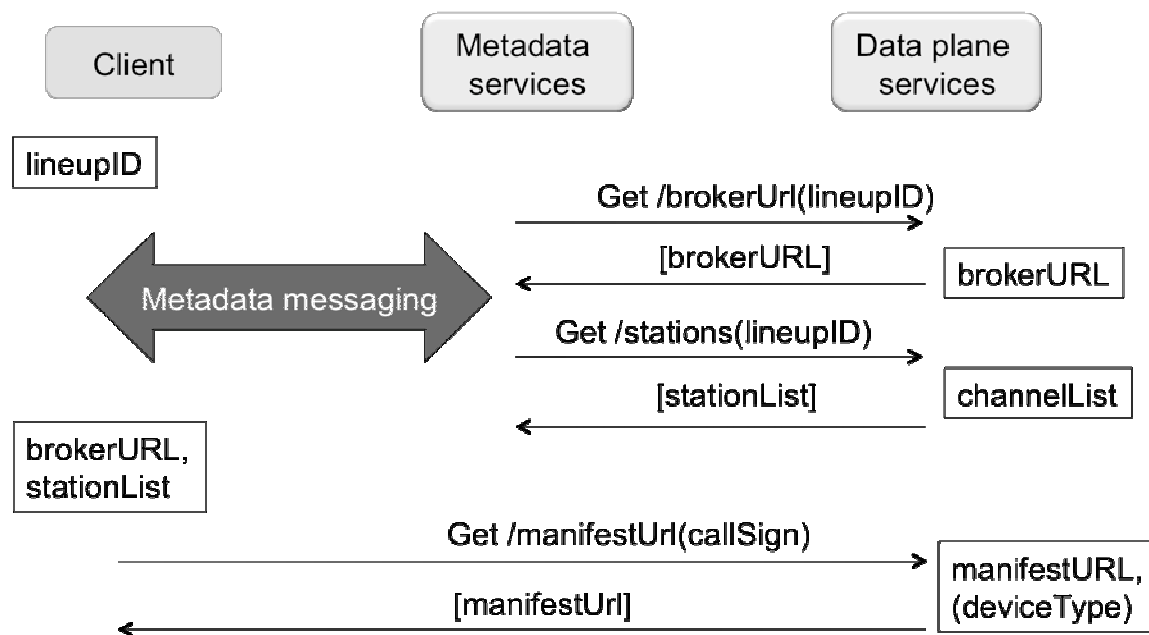 Client
Metadata
services
Data plane
services
lineupID
Get /brokerUrl(lineupID)
[brokerURL]
brokerURL
Metadata messaging
Get /stations(lineupID)
[stationList]
channelList
brokerURL,
stationList
Get /manifestUrl(callSign)
manifestURL,
(deviceType)
[manifestUrl]